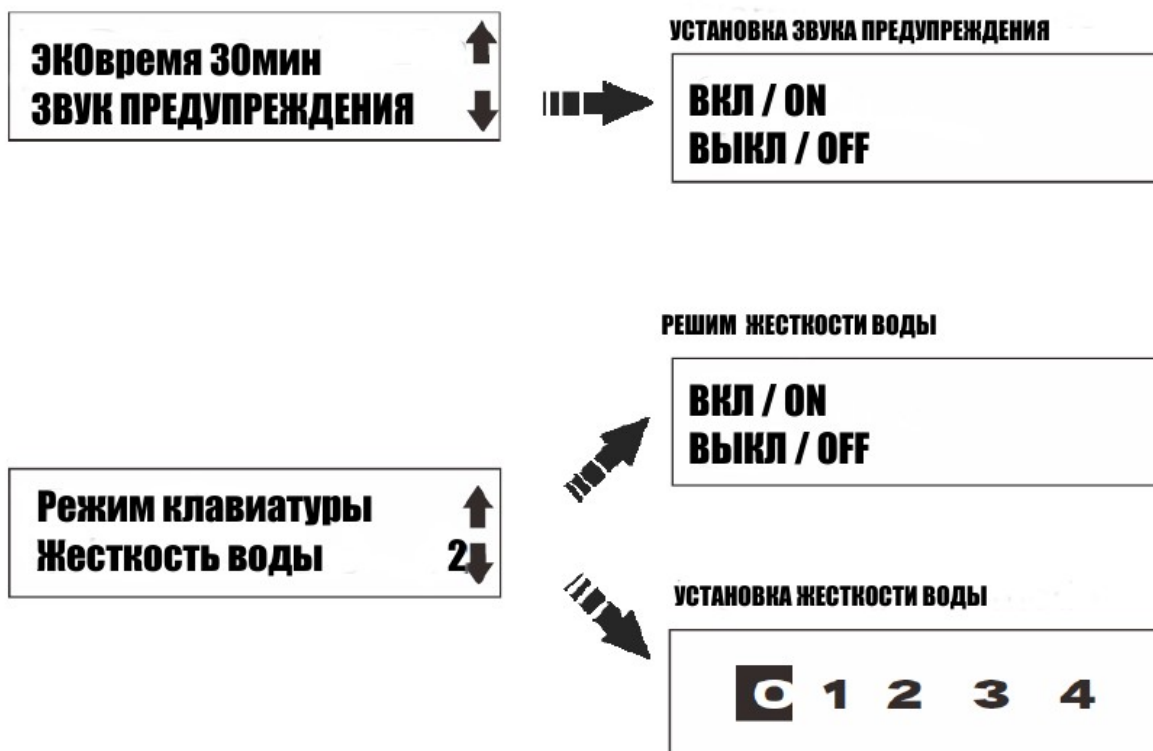 ЭКОвремя 30мин
ЗВУК ПРЕДУПРЕЖДЕНИЯ
УСТАНОВКА ЗВУКА ПРЕДУПРЕЖДЕНИЯ
ВКЛ / ON
ВЫКЛ / OFF
РЕШИМ ЖЕСТКОСТИ ВОДЫ
ВКЛ / ON
ВЫКЛ / OFF
Режим клавиатуры
Жесткость воды 2
УСТАНОВКА ЖЕСТКОСТИ ВОДЫ
0 1 2 3 4